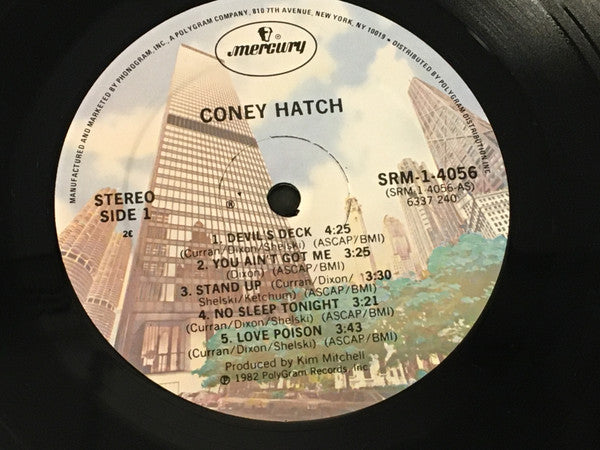 MANUFACTURED AND MARKETED BY PHONOGRAM, INC., A POLYGRAM COMPANY, 810 7TH AVENUE, NEW YORK, NY 10019 • DISTRIBUTED BY POLYGRAM DISTRIBUTION, INC.
mercury
CONEY HATCH
STEREO
SIDE 1
SRM-1-4056
(SRM-1-4056-AS)
6337 240
1. DEVIL'S DECK 4:25
(Curran/Dixon/Shelski) (ASCAP/BMI)
2. YOU AIN'T GOT ME 3:25
(Dixon) (ASCAP/BMI)
3. STAND UP (Curran/Dixon/ 3:30
Shelski/Ketchum) (ASCAP/BMI)
4. NO SLEEP TONIGHT 3:21
(Curran/Dixon/Shelski) (ASCAP/BMI)
5. LOVE POISON 3:43
(Curran/Dixon/Shelski) (ASCAP/BMI)
Produced by Kim Mitchell
℗ 1982 PolyGram Records, Inc.